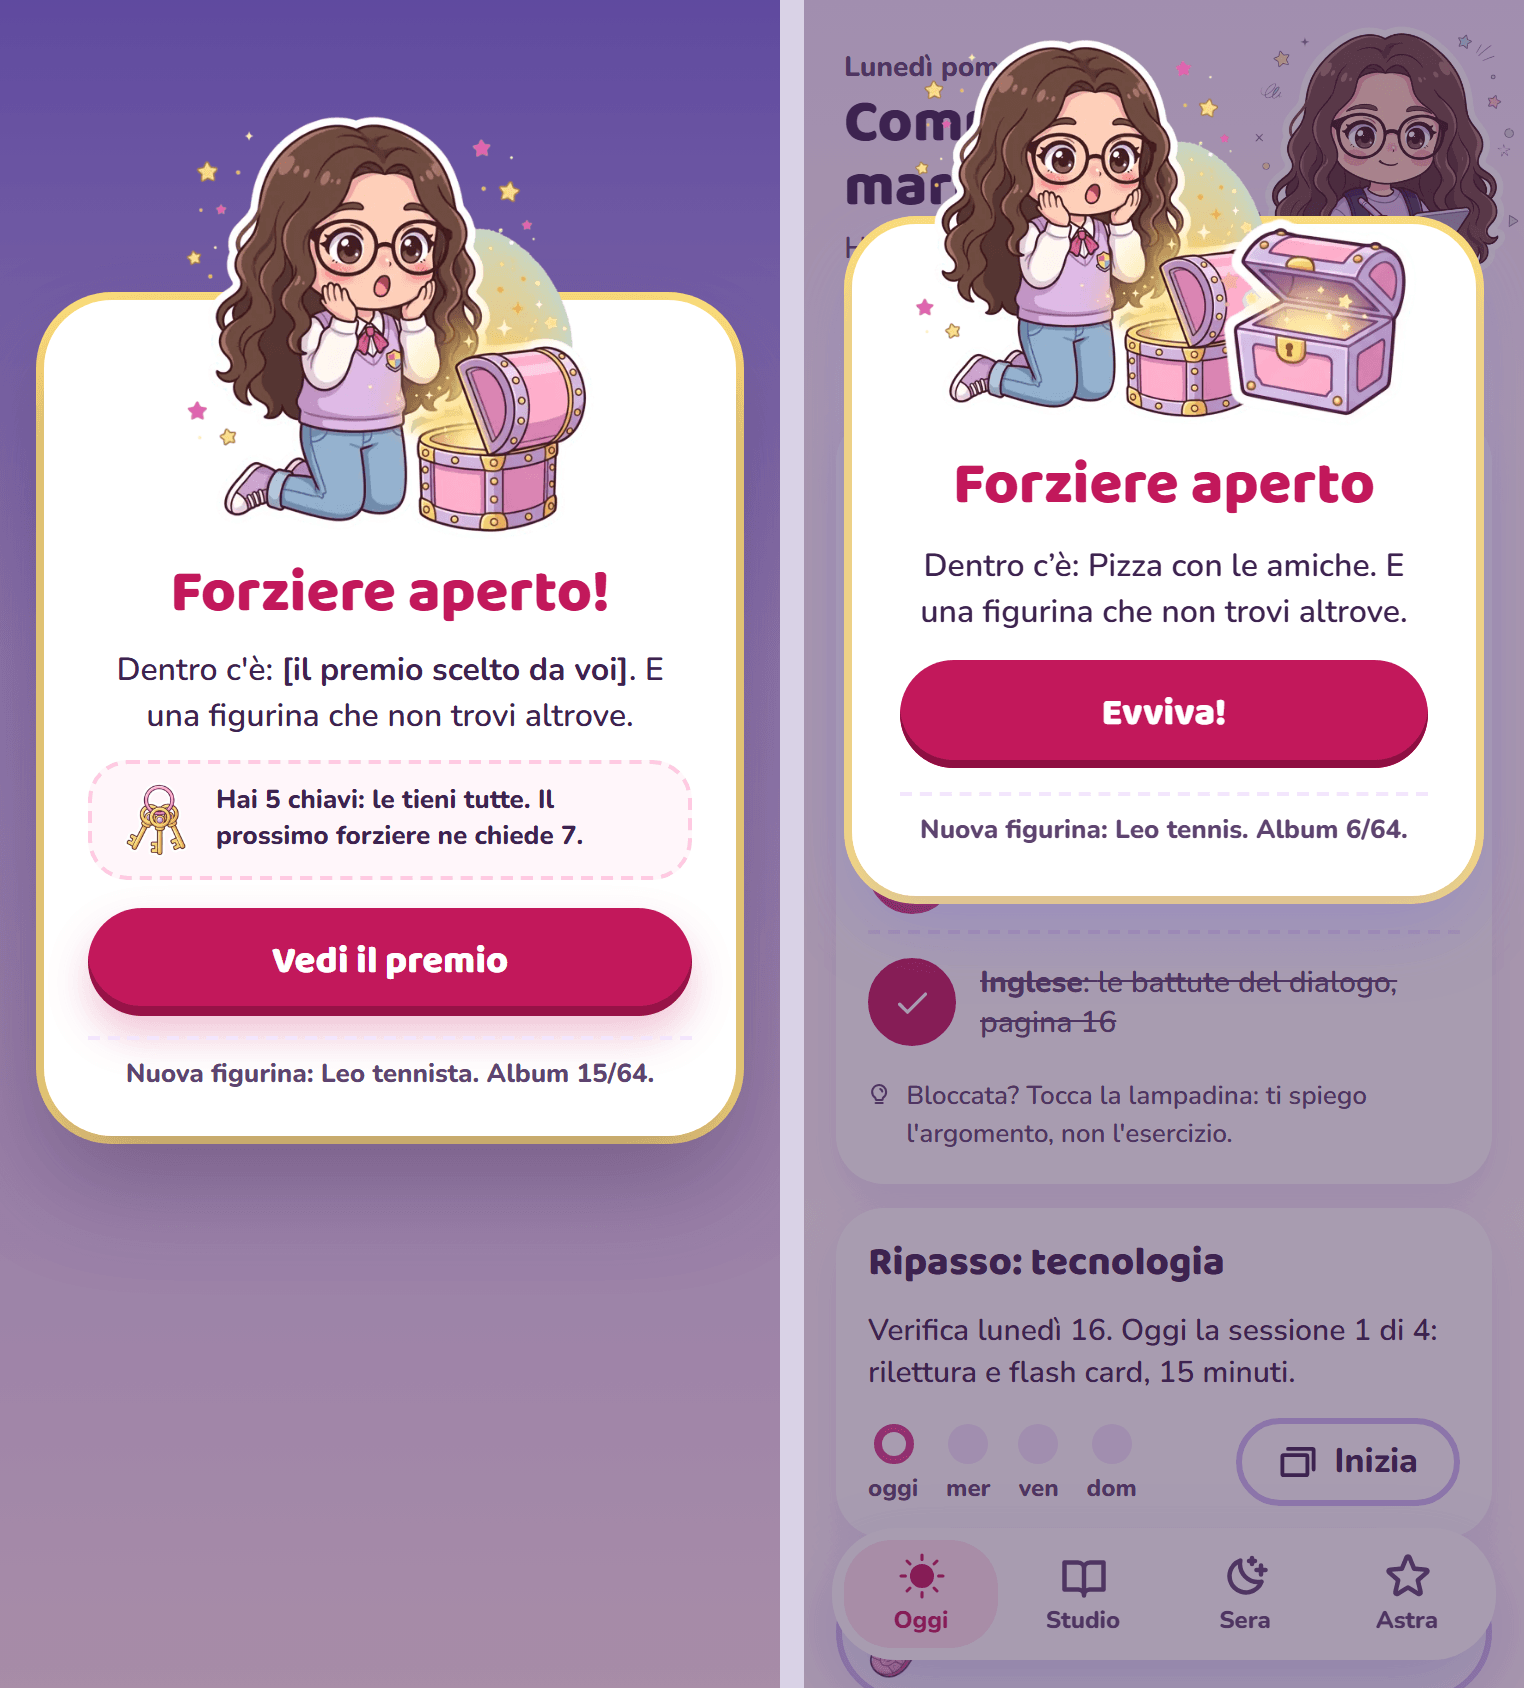 Forziere aperto!
Dentro c'è: [il premio scelto da voi]. E
una figurina che non trovi altrove.
Hai 5 chiavi: le tieni tutte. Il
prossimo forziere ne chiede 7.
Vedi il premio
Nuova figurina: Leo tennista. Album 15/64.
Lunedì pom
Com
mar
H
Forziere aperto
Dentro c’è: Pizza con le amiche. E
una figurina che non trovi altrove.
Evviva!
Nuova figurina: Leo tennis. Album 6/64.
Inglese: le battute del dialogo,
pagina 16
Bloccata? Tocca la lampadina: ti spiego
l'argomento, non l'esercizio.
Ripasso: tecnologia
Verifica lunedì 16. Oggi la sessione 1 di 4:
rilettura e flash card, 15 minuti.
oggi mer ven dom
Inizia
Oggi Studio Sera Astra